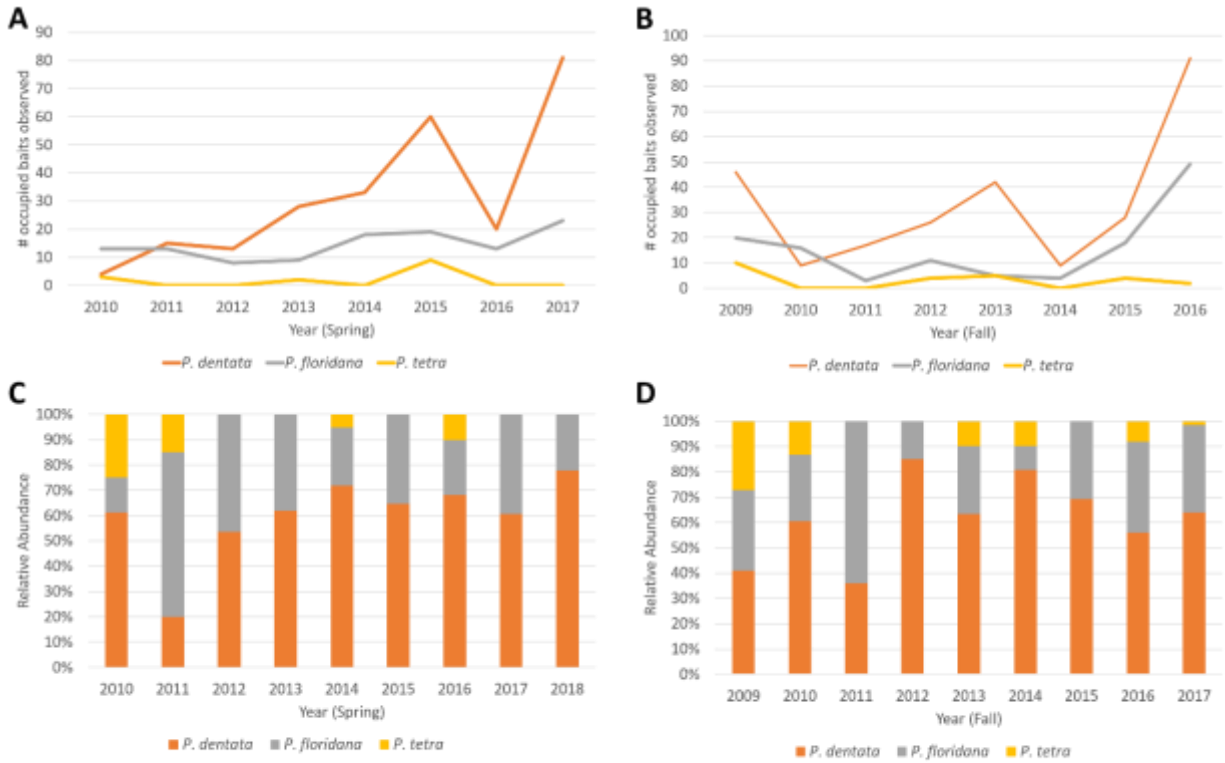 A
# occupied baits observed
90
80
70
60
50
40
30
20
10
0
2010 2011 2012 2013 2014 2015 2016 2017
Year (Spring)
P. dentata P. floridana P. tetra
B
# occupied baits observed
100
90
80
70
60
50
40
30
20
10
0
2009 2010 2011 2012 2013 2014 2015 2016
Year (Fall)
P. dentata P. floridana P. tetra
C
Relative Abundance
100%
90%
80%
70%
60%
50%
40%
30%
20%
10%
0%
2010 2011 2012 2013 2014 2015 2016 2017 2018
Year (Spring)
P. dentata P. floridana P. tetra
D
Relative Abundance
100%
90%
80%
70%
60%
50%
40%
30%
20%
10%
0%
2009 2010 2011 2012 2013 2014 2015 2016 2017
Year (Fall)
P. dentata P. floridana P. tetra